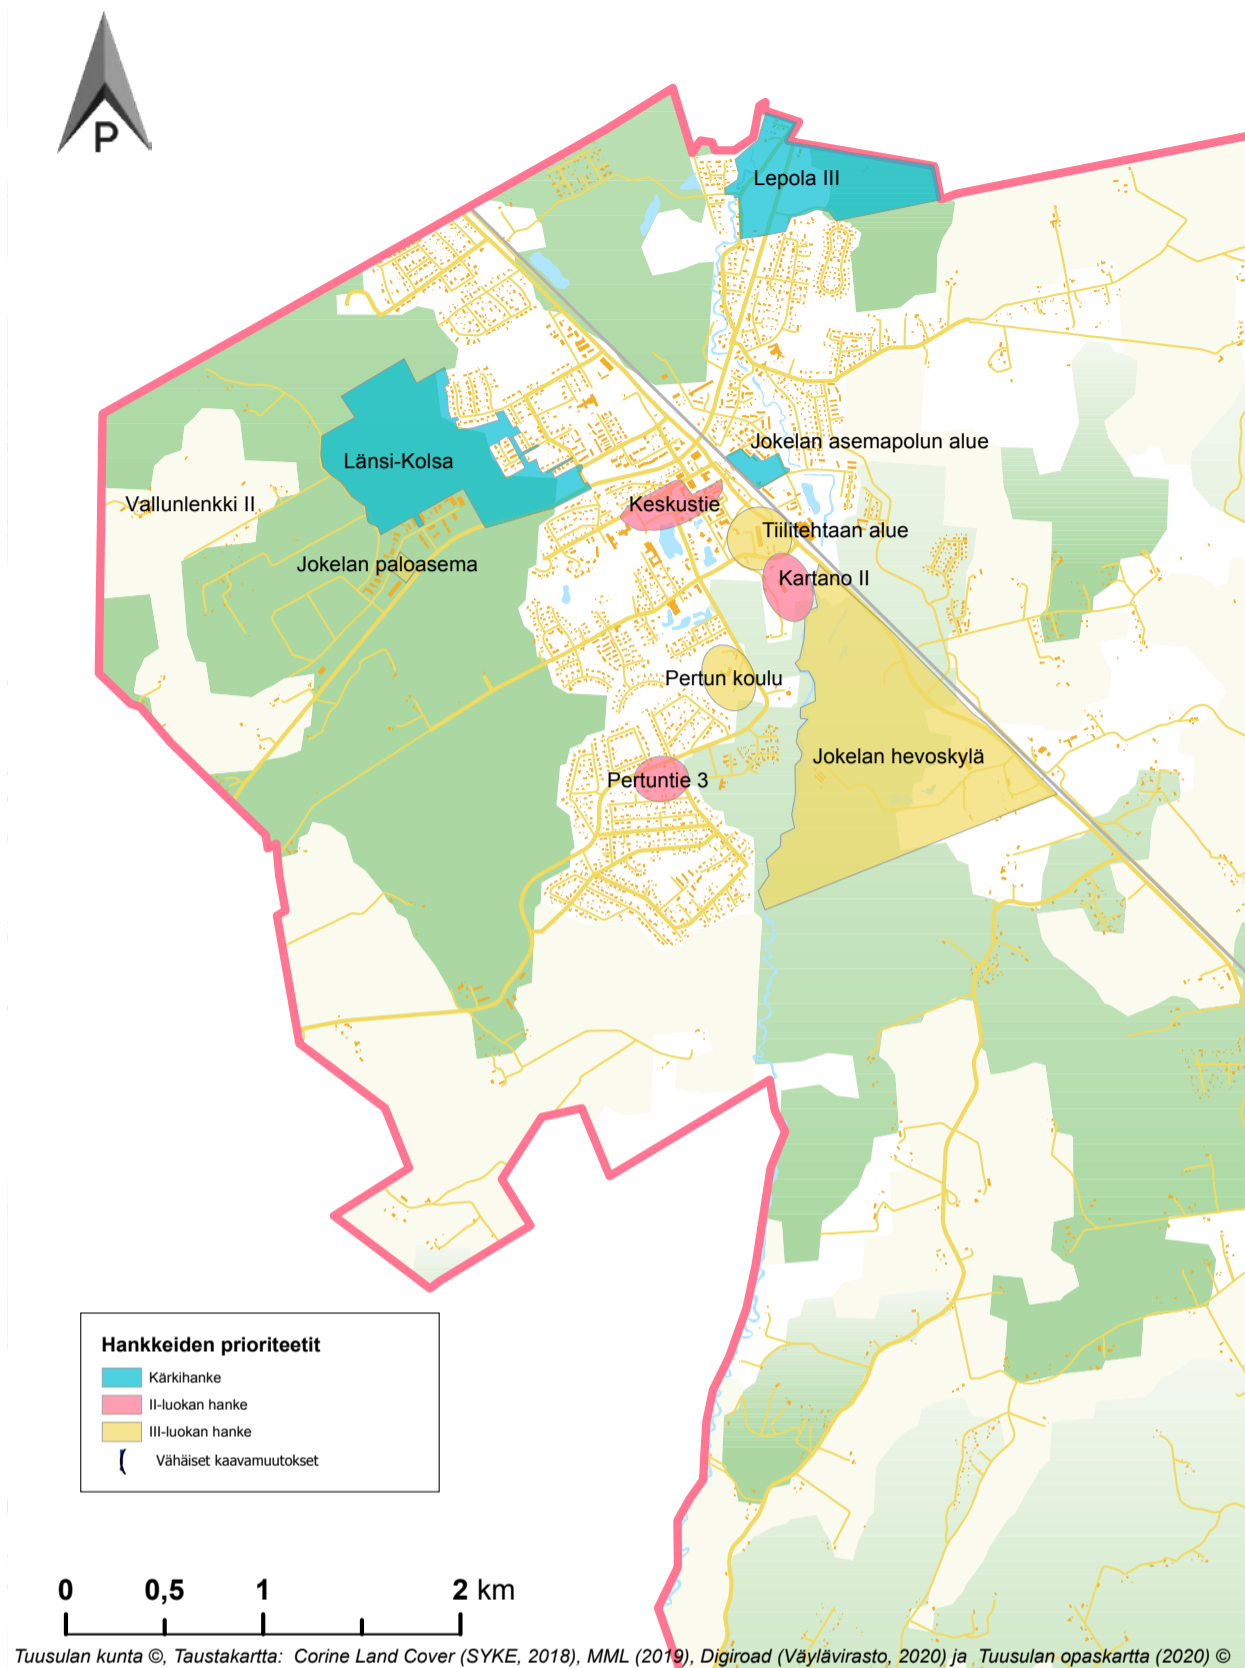 P
Lepola III
Jokelan asemapolun alue
Länsi-Kolsa
Vallunlenkki II
Keskustie
Tiilitehtaan alue
Jokelan paloasema
Kartano II
Pertun koulu
Jokelan hevoskylä
Pertuntie 3
Hankkeiden prioriteetit
Kärkihanke
II-luokan hanke
III-luokan hanke
Vähäiset kaavamuutokset
0 0,5 1 2 km
Tuusulan kunta ©, Taustakartta: Corine Land Cover (SYKE, 2018), MML (2019), Digiroad (Väylävirasto, 2020) ja Tuusulan opaskartta (2020) ©